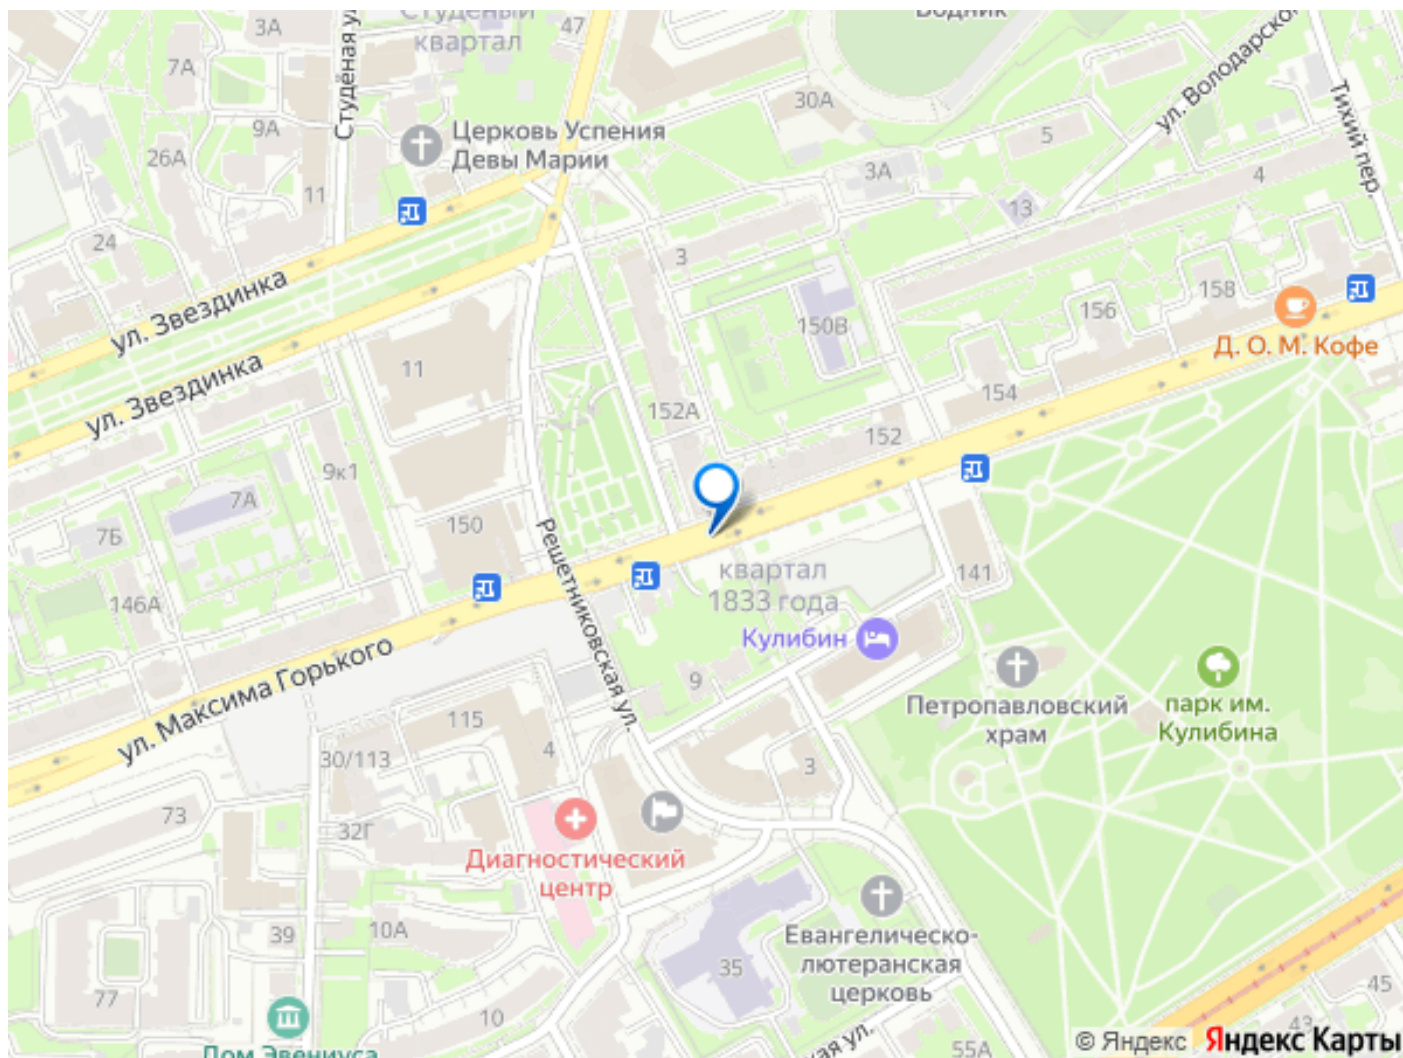 Студёный
квартал
47
3А
7А
Студёная ул.
9А
26А
11
Церковь Успения
Девы Марии
Водник
30А
ул. Володарского
5
Тихий пер.
3А
4
13
24
3
ул. Звездинка
150В
156
158
Д. О. М. Кофе
11
154
ул. Звездинка
152А
152
9к1
7А
7Б
150
Решетниковская ул.
146А
квартал
1833 года
141
Кулибин
9
ул. Максима Горького
Петропавловский
храм
парк им.
Кулибина
115
4
30/113
3
73
32Г
Диагностический
центр
10А
39
Евангелическо-
лютеранская
церковь
35
77
10
45
43
55А
Дом Эвениуса
ая ул.
© Яндекс Яндекс Карты